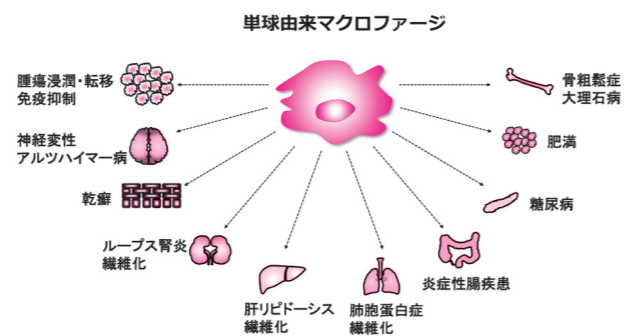 単球由来マクロファージ
腫瘍浸潤・転移
免疫抑制
神経変性
アルツハイマー病
乾癬
ループス腎炎
繊維化
肝リピドーシス
繊維化
肺胞蛋白症
繊維化
炎症性腸疾患
糖尿病
肥満
骨粗鬆症
大理石病